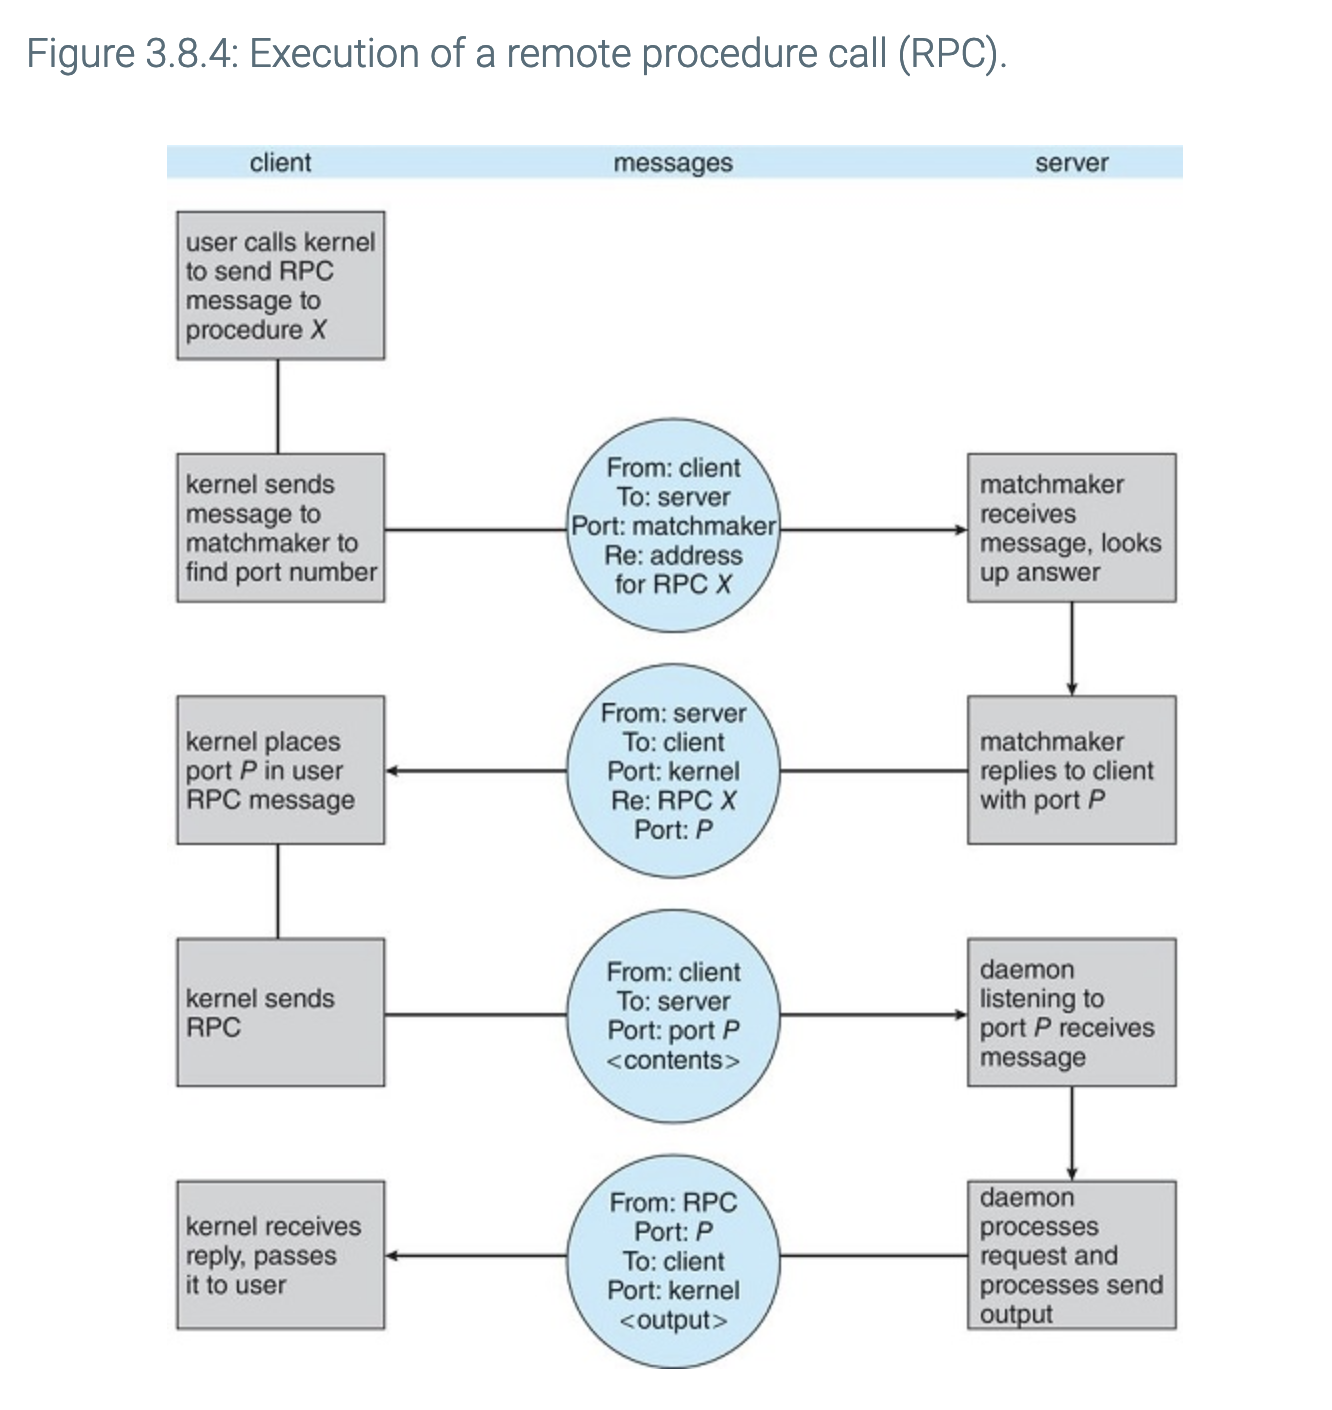 Figure 3.8.4: Execution of a remote procedure call (RPC).
client
messages
server
user calls kernel
to send RPC
message to
procedure X
kernel sends
message to
matchmaker to
find port number
From: client
To: server
Port: matchmaker
Re: address
for RPC X
matchmaker
receives
message, looks
up answer
kernel places
port P in user
RPC message
From: server
To: client
Port: kernel
Re: RPC X
Port: P
matchmaker
replies to client
with port P
kernel sends
RPC
From: client
To: server
Port: port P
<contents>
daemon
listening to
port P receives
message
kernel receives
reply, passes
it to user
From: RPC
Port: P
To: client
Port: kernel
<output>
daemon
processes
request and
processes send
output